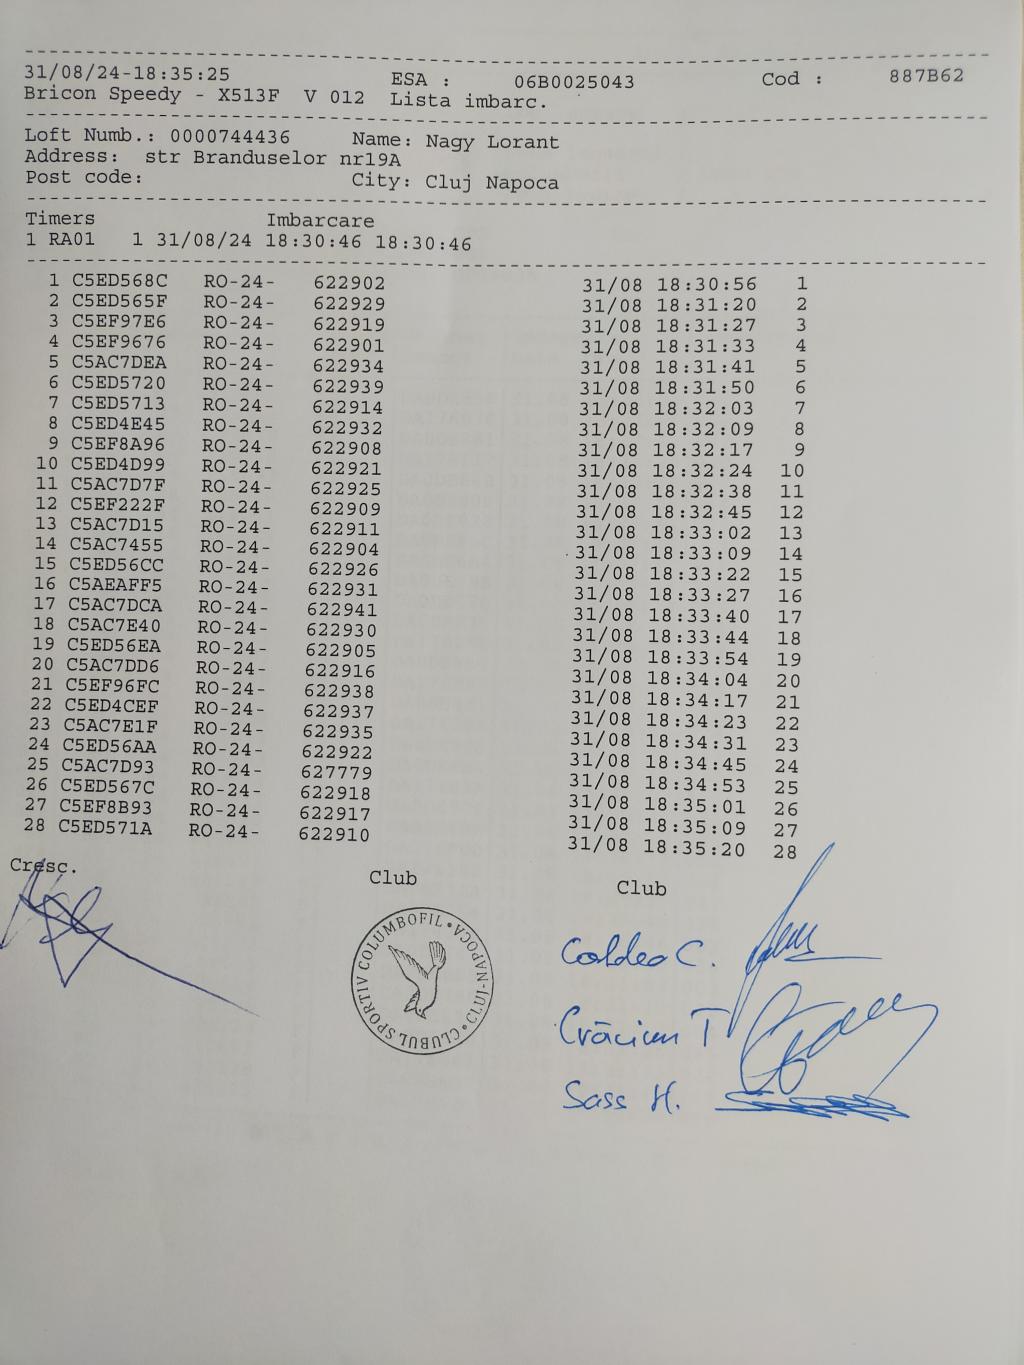 31/08/24-18:35:25 ESA : 06B0025043 Cod : 887B62
Bricon Speedy - X513F V 012 Lista imbarc.
Loft Numb.: 0000744436 Name: Nagy Lorant
Address: str Branduselor nr19A
Post code: City: Cluj Napoca
Timers Imbarcare
1 RA01 1 31/08/24 18:30:46 18:30:46
1 C5ED568C RO-24- 622902 31/08 18:30:56 1
2 C5ED565F RO-24- 622929 31/08 18:31:20 2
3 C5EF97E6 RO-24- 622919 31/08 18:31:27 3
4 C5EF9676 RO-24- 622901 31/08 18:31:33 4
5 C5AC7DEA RO-24- 622934 31/08 18:31:41 5
6 C5ED5720 RO-24- 622939 31/08 18:31:50 6
7 C5ED5713 RO-24- 622914 31/08 18:32:03 7
8 C5ED4E45 RO-24- 622932 31/08 18:32:09 8
9 C5EF8A96 RO-24- 622908 31/08 18:32:17 9
10 C5ED4D99 RO-24- 622921 31/08 18:32:24 10
11 C5AC7D7F RO-24- 622925 31/08 18:32:38 11
12 C5EF222F RO-24- 622909 31/08 18:32:45 12
13 C5AC7D15 RO-24- 622911 31/08 18:33:02 13
14 C5AC7455 RO-24- 622904 31/08 18:33:09 14
15 C5ED56CC RO-24- 622926 31/08 18:33:22 15
16 C5AEAFF5 RO-24- 622931 31/08 18:33:27 16
17 C5AC7DCA RO-24- 622941 31/08 18:33:40 17
18 C5AC7E40 RO-24- 622930 31/08 18:33:44 18
19 C5ED56EA RO-24- 622905 31/08 18:33:54 19
20 C5AC7DD6 RO-24- 622916 31/08 18:34:04 20
21 C5EF96FC RO-24- 622938 31/08 18:34:17 21
22 C5ED4CEF RO-24- 622937 31/08 18:34:23 22
23 C5AC7E1F RO-24- 622935 31/08 18:34:31 23
24 C5ED56AA RO-24- 622922 31/08 18:34:45 24
25 C5AC7D93 RO-24- 627779 31/08 18:34:53 25
26 C5ED567C RO-24- 622918 31/08 18:35:01 26
27 C5EF8B93 RO-24- 622917 31/08 18:35:09 27
28 C5ED571A RO-24- 622910 31/08 18:35:20 28
Cresc. Club Club
CLUBUL SPORTIV COLUMBOFIL • CLUJ-NAPOCA •
C.
Crăciun T
Sass H.